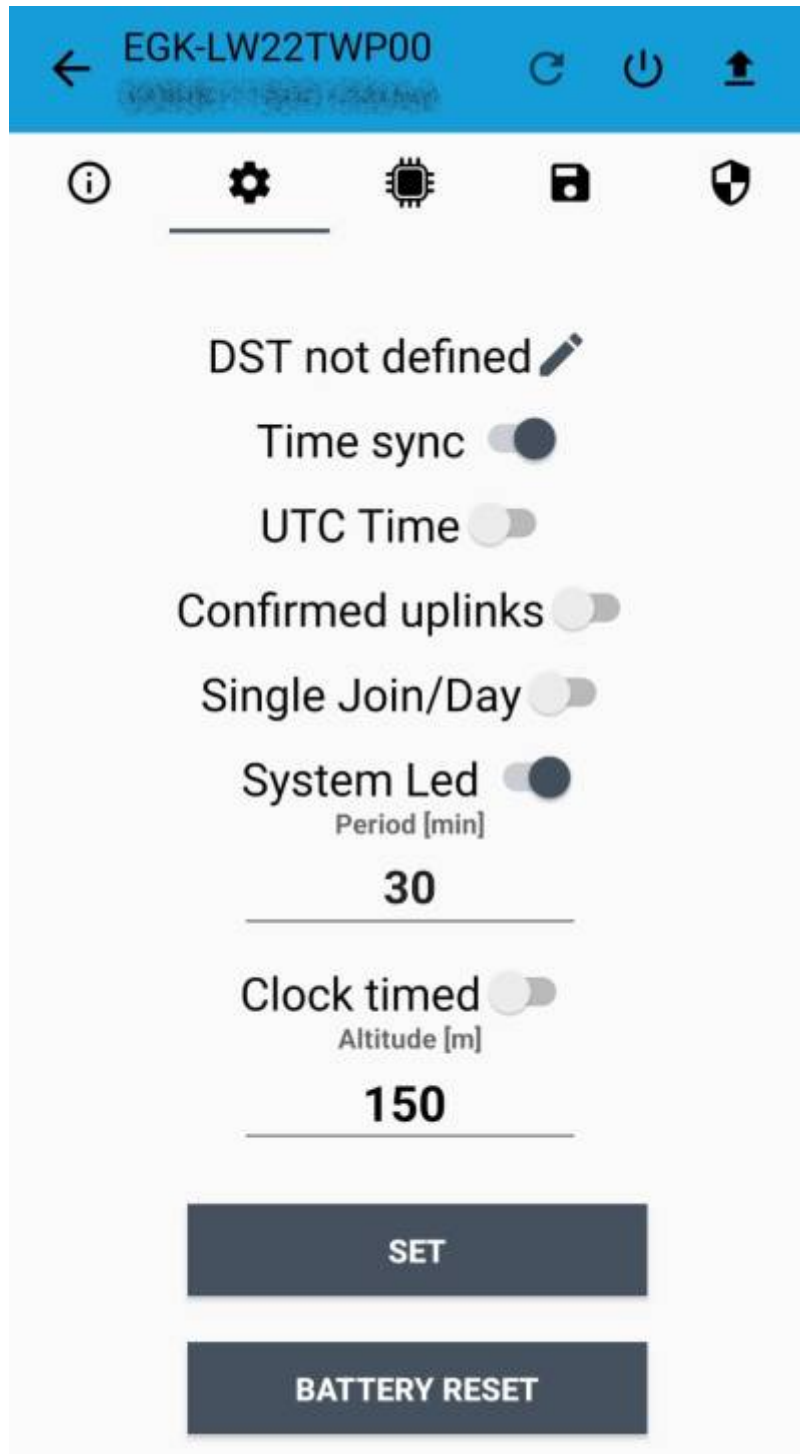 EGK-LW22TWP00
DST not defined
Time sync
UTC Time
Confirmed uplinks
Single Join/Day
System Led
Period [min]
30
Clock timed
Altitude [m]
150
SET
BATTERY RESET